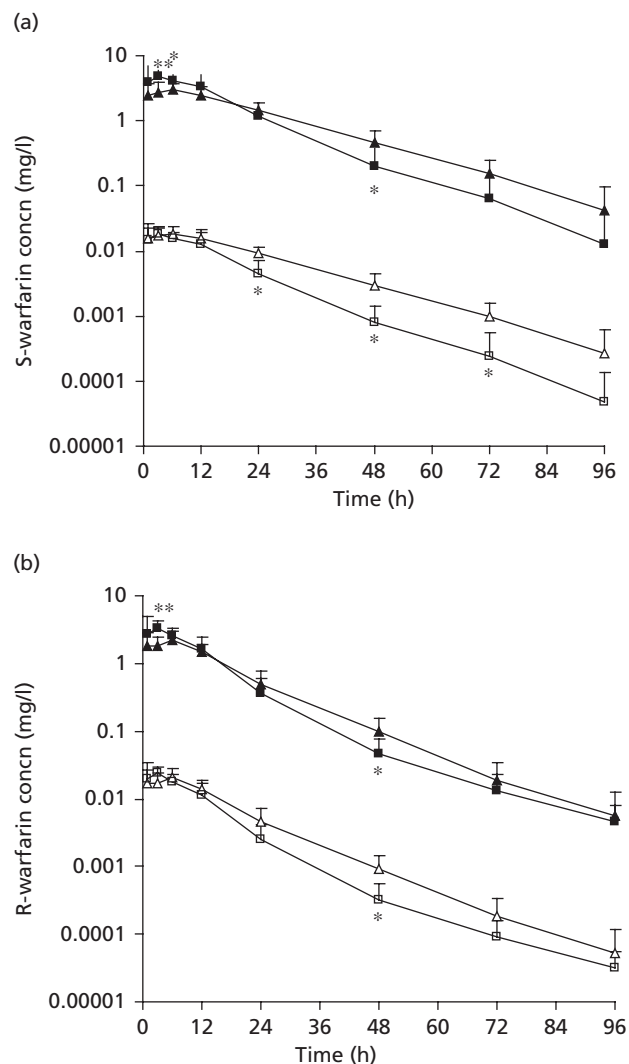 (a)
** *
10
1
0.1
0.01
0.001
0.0001
0.00001
S-warfarin concn (mg/l)
*
*
*
*
0 12 24 36 48 60 72 84 96
Time (h)
(b)
**
10
1
0.1
0.01
0.001
0.0001
0.00001
R-warfarin concn (mg/l)
*
*
0 12 24 36 48 60 72 84 96
Time (h)